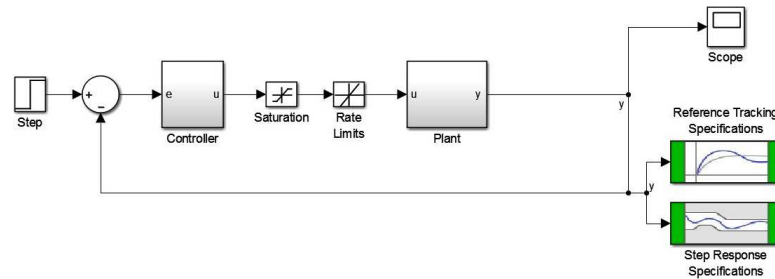 Step
+
−
e
u
Controller
Saturation
Rate
Limits
u
y
Plant
y
Scope
Reference Tracking
Specifications
y
Step Response
Specifications